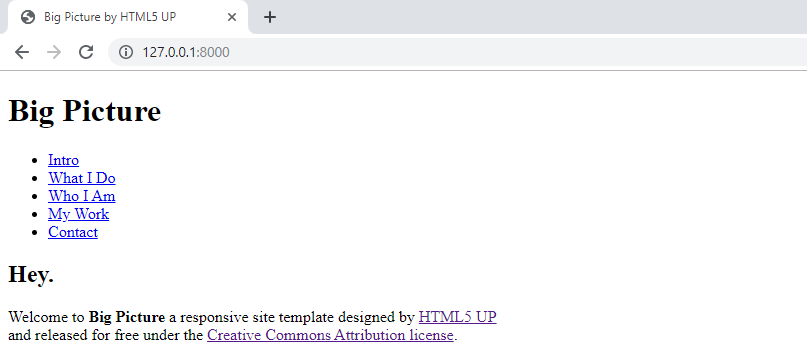 Big Picture by HTML5 UP
127.0.0.1:8000
Big Picture
Intro
What I Do
Who I Am
My Work
Contact
Hey.
Welcome to Big Picture a responsive site template designed by HTML5 UP
and released for free under the Creative Commons Attribution license.